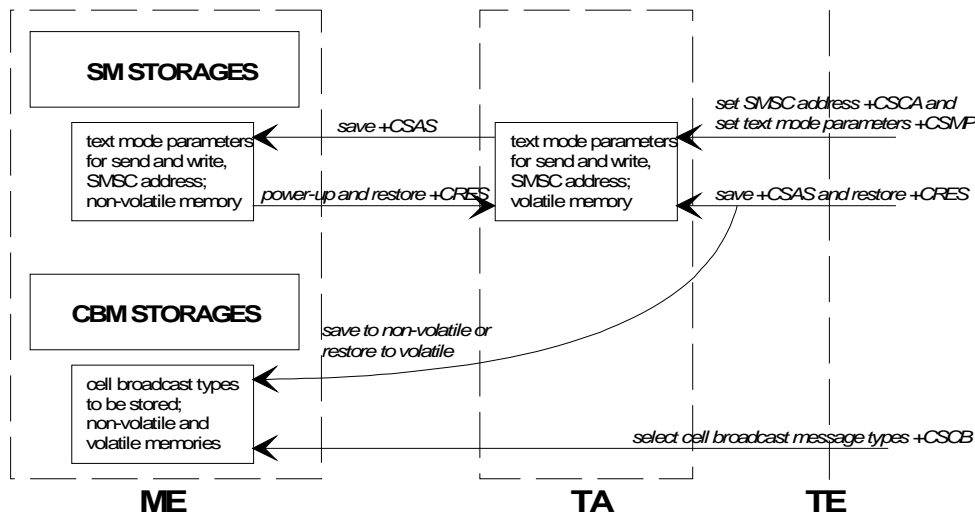 SM STORAGES
set SMSC address +CSCA and
set text mode parameters +CSMP
save +CSAS
text mode parameters
for send and write,
SMSC address;
non-volatile memory
text mode parameters
for send and write,
SMSC address;
volatile memory
power-up and restore +CRES
save +CSAS and restore +CRES
CBM STORAGES
save to non-volatile or
restore to volatile
cell broadcast types
to be stored;
non-volatile and
volatile memories
select cell broadcast message types +CSCB
ME
TA
TE